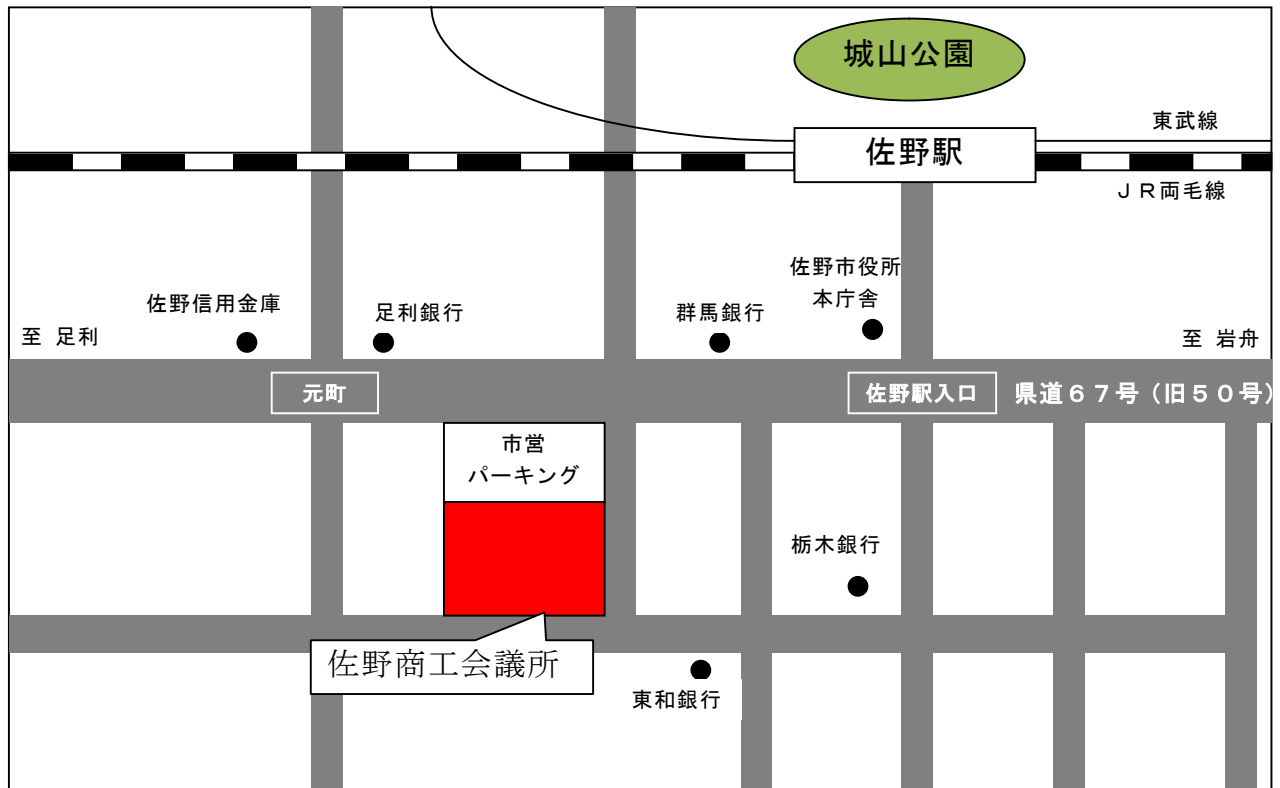 城山公園
東武線
佐野駅
ＪＲ両毛線
佐野市役所
本庁舎
佐野信用金庫
足利銀行
群馬銀行
至 足利
至 岩舟
元町
佐野駅入口
県道６７号（旧５０号）
市営
パーキング
栃木銀行
佐野商工会議所
東和銀行